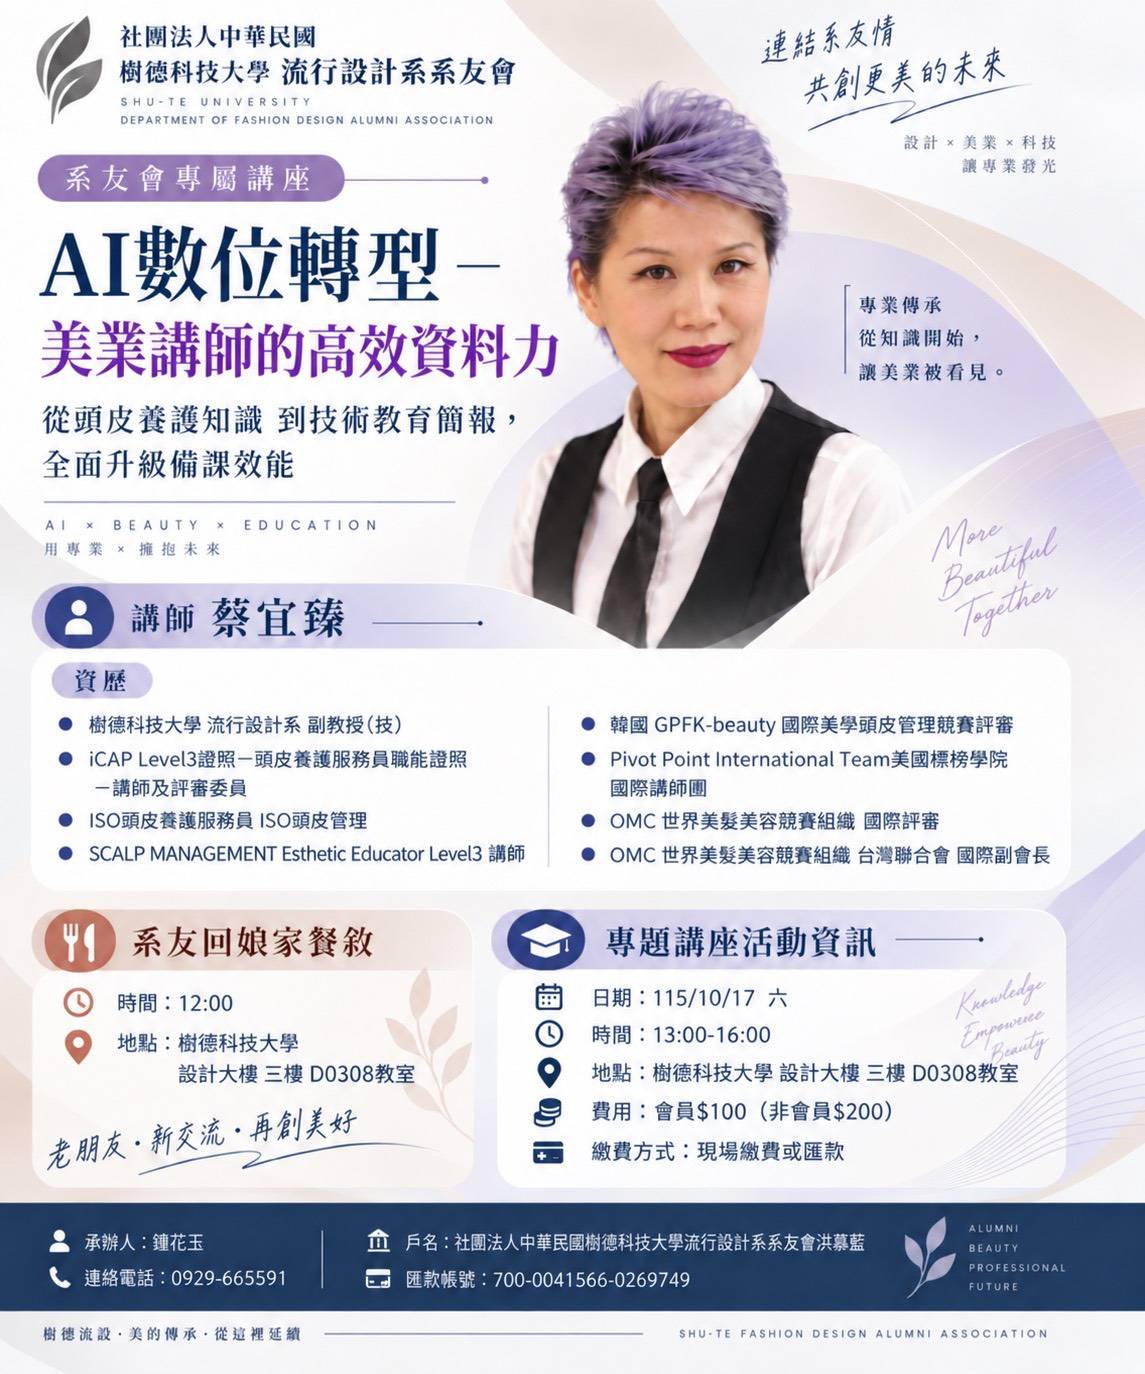 社團法人中華民國
樹德科技大學 流行設計系系友會
SHU-TE UNIVERSITY
DEPARTMENT OF FASHION DESIGN ALUMNI ASSOCIATION
連結系友情
共創更美的未來
設計 × 美業 × 科技
讓專業發光
系友會專屬講座
AI數位轉型－
美業講師的高效資料力
從頭皮養護知識 到技術教育簡報，
全面升級備課效能
AI × BEAUTY × EDUCATION
用專業 × 擁抱未來
專業傳承
從知識開始，
讓美業被看見。
More
Beautiful
Together
講師 蔡宜臻
資歷
樹德科技大學 流行設計系 副教授(技)
iCAP Level3證照－頭皮養護服務員職能證照
－講師及評審委員
ISO頭皮養護服務員 ISO頭皮管理
SCALP MANAGEMENT Esthetic Educator Level3 講師
韓國 GPFK-beauty 國際美學頭皮管理競賽評審
Pivot Point International Team美國標榜學院
國際講師團
OMC 世界美髮美容競賽組織 國際評審
OMC 世界美髮美容競賽組織 台灣聯合會 國際副會長
系友回娘家餐敘
時間：12:00
地點：樹德科技大學
設計大樓 三樓 D0308教室
老朋友・新交流・再創美好
專題講座活動資訊
日期：115/10/17 六
時間：13:00-16:00
地點：樹德科技大學 設計大樓 三樓 D0308教室
費用：會員$100（非會員$200）
繳費方式：現場繳費或匯款
Knowledge
Beauty
承辦人：鍾花玉
連絡電話：0929-665591
戶名：社團法人中華民國樹德科技大學流行設計系系友會洪慕藍
匯款帳號：700-0041566-0269749
ALUMNI
BEAUTY
PROFESSIONAL
FUTURE
樹德流設・美的傳承・從這裡延續
SHU-TE FASHION DESIGN ALUMNI ASSOCIATION